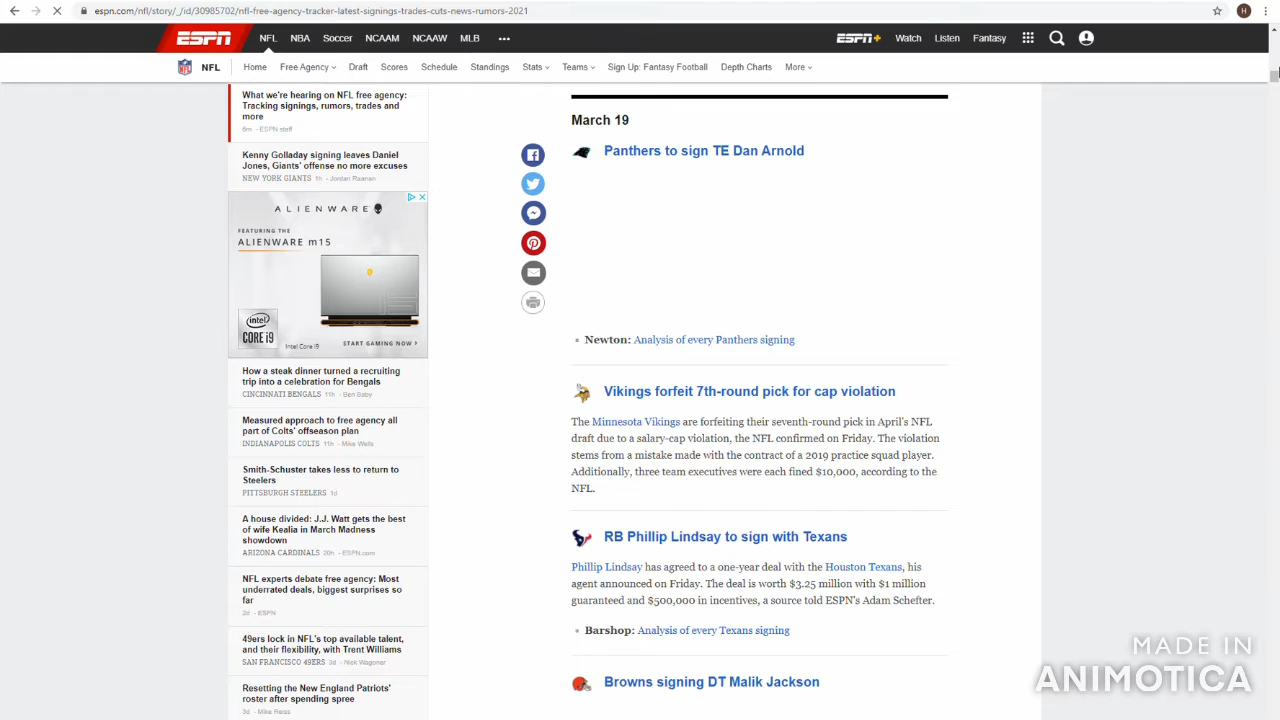 espn.com/nfl/story/_/id/30985702/nfl-free-agency-tracker-latest-signings-trades-cuts-news-rumors-2021
H
ESPN NFL NBA Soccer NCAAM NCAAW MLB ESPN+ Watch Listen Fantasy
NFL Home Free Agency Draft Scores Schedule Standings Stats Teams Sign Up: Fantasy Football Depth Charts More
What we're hearing on NFL free agency:
Tracking signings, rumors, trades and
more
6m - ESPN staff
Kenny Golladay signing leaves Daniel
Jones, Giants' offense no more excuses
NEW YORK GIANTS 1h - Jordan Raanan
ALIENWARE
FEATURING THE
ALIENWARE m15
intel
CORE i9
Intel Core i9
START GAMING NOW >
How a steak dinner turned a recruiting
trip into a celebration for Bengals
CINCINNATI BENGALS 11h - Ben Baby
Measured approach to free agency all
part of Colts' offseason plan
INDIANAPOLIS COLTS 11h - Mike Wells
Smith-Schuster takes less to return to
Steelers
PITTSBURGH STEELERS 1d
A house divided: J.J. Watt gets the best
of wife Kealia in March Madness
showdown
ARIZONA CARDINALS 20h - ESPN.com
NFL experts debate free agency: Most
underrated deals, biggest surprises so
far
2d - ESPN
49ers lock in NFL's top available talent,
and their flexibility, with Trent Williams
SAN FRANCISCO 49ERS 3d - Nick Wagoner
Resetting the New England Patriots'
roster after spending spree
3d - Mike Reiss
March 19
Panthers to sign TE Dan Arnold
Newton: Analysis of every Panthers signing
Vikings forfeit 7th-round pick for cap violation
The Minnesota Vikings are forfeiting their seventh-round pick in April's NFL
draft due to a salary-cap violation, the NFL confirmed on Friday. The violation
stems from a mistake made with the contract of a 2019 practice squad player.
Additionally, three team executives were each fined $10,000, according to the
NFL.
RB Phillip Lindsay to sign with Texans
Phillip Lindsay has agreed to a one-year deal with the Houston Texans, his
agent announced on Friday. The deal is worth $3.25 million with $1 million
guaranteed and $500,000 in incentives, a source told ESPN's Adam Schefter.
Barshop: Analysis of every Texans signing
Browns signing DT Malik Jackson
MADE IN
ANIMOTICA